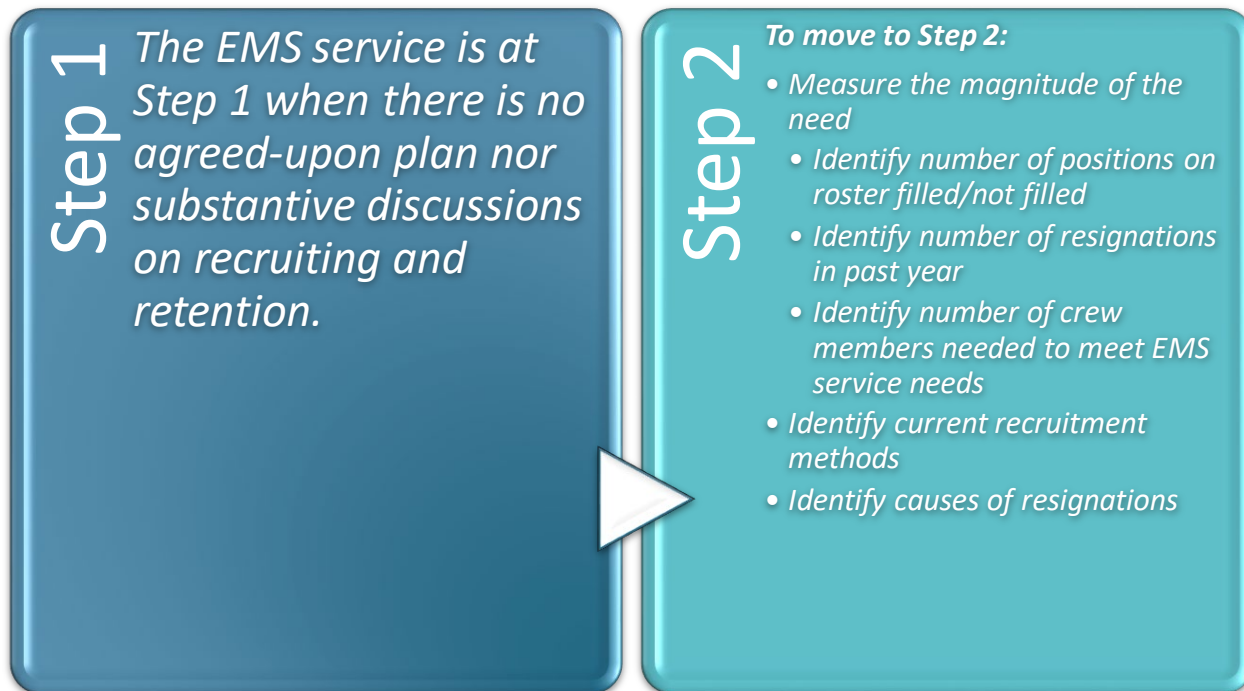 Step 1
The EMS service is at
Step 1 when there is no
agreed-upon plan nor
substantive discussions
on recruiting and
retention.
Step 2
To move to Step 2:
• Measure the magnitude of the
need
• Identify number of positions on
roster filled/not filled
• Identify number of resignations
in past year
• Identify number of crew
members needed to meet EMS
service needs
• Identify current recruitment
methods
• Identify causes of resignations